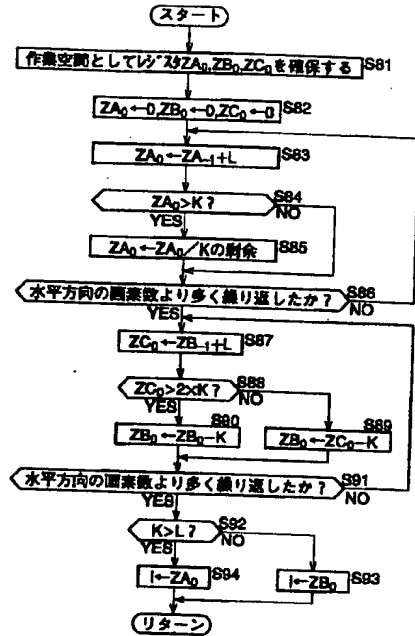 スタート
作業空間としてレジスタZA₀,ZB₀,ZC₀を確保する S81
ZA₀←0,ZB₀←0,ZC₀←0 S82
ZA₀←ZA₋₁+L S83
ZA₀>K? S84
YES NO
ZA₀←ZA₀/Kの剰余 S85
水平方向の画素数より多く繰り返したか? S86
YES NO
ZC₀←ZB₋₁+L S87
ZC₀>2×K? S88
YES NO
ZB₀←ZB₀-K S90
ZB₀←ZC₀-K S89
水平方向の画素数より多く繰り返したか? S91
YES NO
K>L? S92
YES NO
i←ZA₀ S94
i←ZB₀ S93
リターン